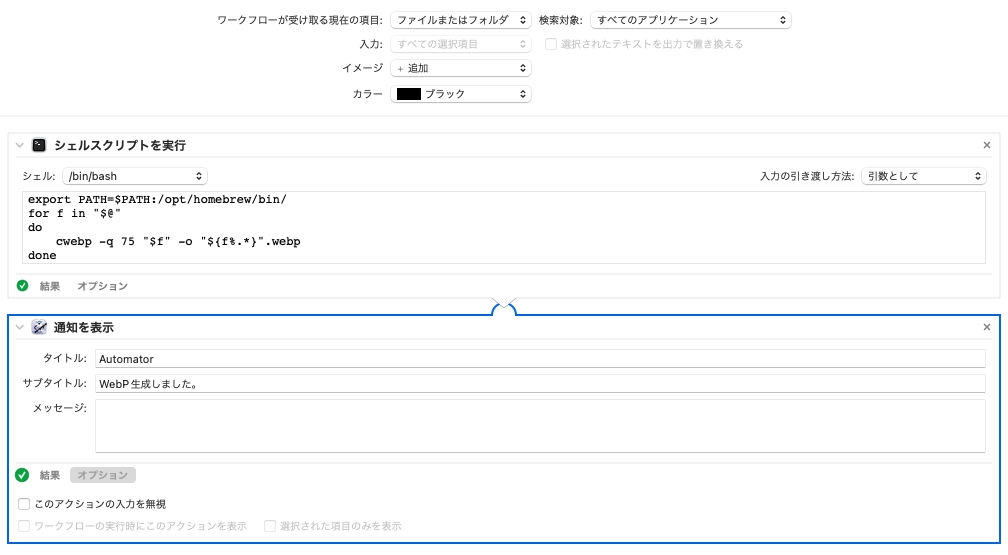 ワークフローが受け取る現在の項目: ファイルまたはフォルダ 検索対象: すべてのアプリケーション
入力: すべての選択項目 選択されたテキストを出力で置き換える
イメージ + 追加
カラー ブラック
シェルスクリプトを実行
シェル: /bin/bash 入力の引き渡し方法: 引数として
export PATH=$PATH:/opt/homebrew/bin/
for f in "$@"
do
    cwebp -q 75 "$f" -o "${f%.*}".webp
done
結果 オプション
通知を表示
タイトル: Automator
サブタイトル: WebP生成しました。
メッセージ:
結果 オプション
このアクションの入力を無視
ワークフローの実行時にこのアクションを表示 選択された項目のみを表示